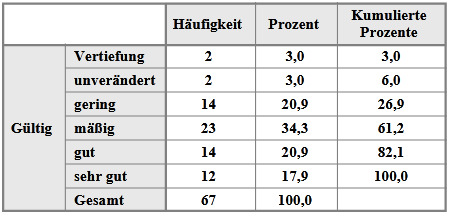 Häufigkeit Prozent Kumulierte Prozente
Gültig Vertiefung 2 3,0 3,0
unverändert 2 3,0 6,0
gering 14 20,9 26,9
mäßig 23 34,3 61,2
gut 14 20,9 82,1
sehr gut 12 17,9 100,0
Gesamt 67 100,0